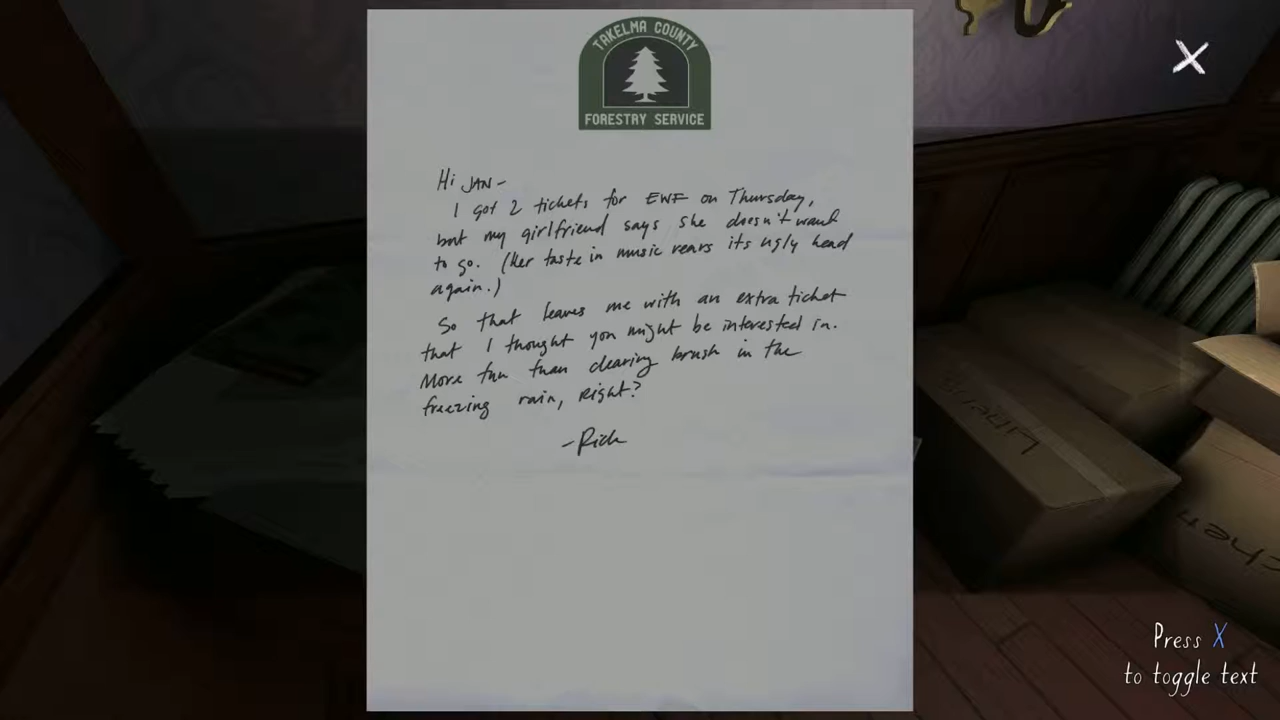 TAKELMA COUNTY
FORESTRY SERVICE
Hi JAN-
I got 2 tickets for EWF on Thursday,
but my girlfriend says she doesn't want
to go. (Her taste in music rears its ugly head
again.)
So that leaves me with an extra ticket
that I thought you might be interested in.
More fun than clearing brush in the
freezing rain, right?
-Rick
Linens
chen
Press X
to toggle text